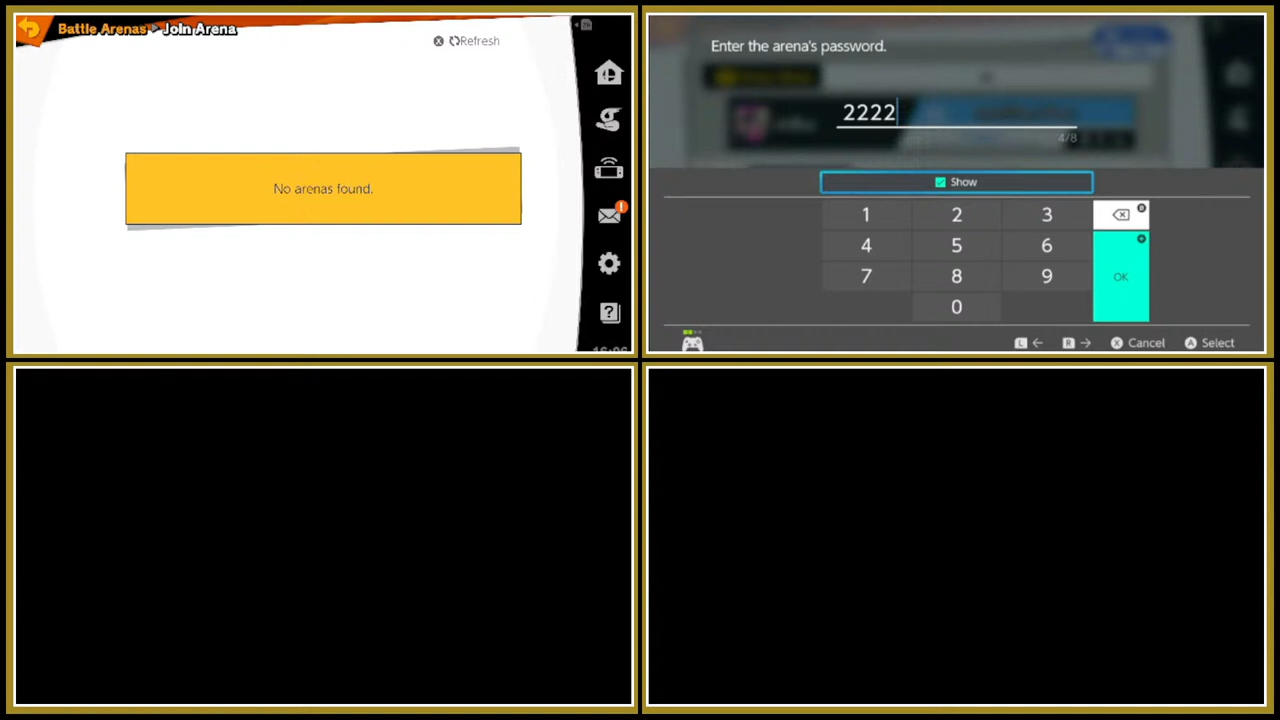 Battle Arenas ▸ Join Arena
X Refresh
No arenas found.
!
?
Enter the arena's password.
2222
4/8
Show
1 2 3
4 5 6
7 8 9
0
B
+
OK
L ← R → X Cancel A Select